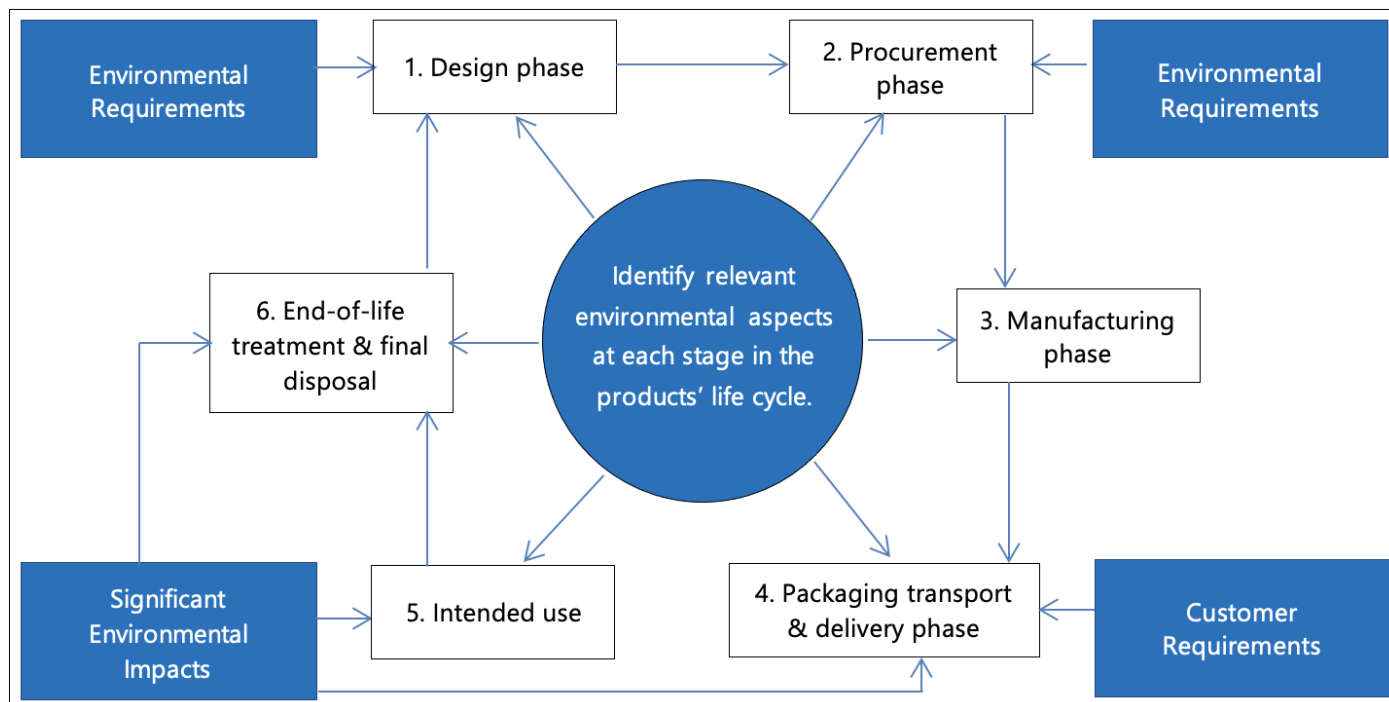 Environmental
Requirements
1. Design phase
2. Procurement
phase
Environmental
Requirements
Identify relevant
environmental aspects
at each stage in the
products’ life cycle.
6. End-of-life
treatment & final
disposal
3. Manufacturing
phase
Significant
Environmental
Impacts
5. Intended use
4. Packaging transport
& delivery phase
Customer
Requirements